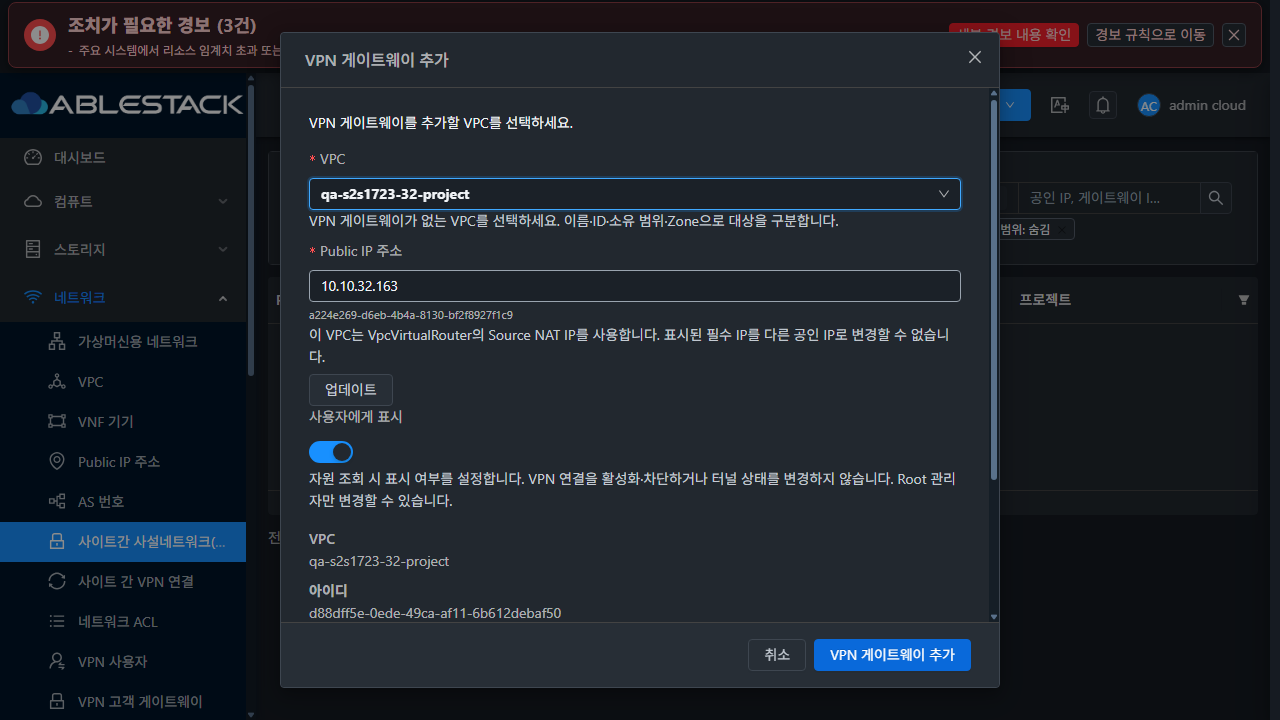 조치가 필요한 경보 (3건)
- 주요 시스템에서 리소스 임계치 초과 또는
내용 확인
경보 규칙으로 이동
ABLESTACK
AC
admin cloud
대시보드
컴퓨트
스토리지
네트워크
가상머신용 네트워크
VPC
VNF 기기
Public IP 주소
AS 번호
사이트간 사설네트워크(...
사이트 간 VPN 연결
네트워크 ACL
VPN 사용자
VPN 고객 게이트웨이
공인 IP, 게이트웨이 I...
범위: 숨김
프로젝트
VPN 게이트웨이 추가
VPN 게이트웨이를 추가할 VPC를 선택하세요.
* VPC
qa-s2s1723-32-project
VPN 게이트웨이가 없는 VPC를 선택하세요. 이름·ID·소유 범위·Zone으로 대상을 구분합니다.
* Public IP 주소
10.10.32.163
a224e269-d6eb-4b4a-8130-bf2f8927f1c9
이 VPC는 VpcVirtualRouter의 Source NAT IP를 사용합니다. 표시된 필수 IP를 다른 공인 IP로 변경할 수 없습니
다.
업데이트
사용자에게 표시
자원 조회 시 표시 여부를 설정합니다. VPN 연결을 활성화·차단하거나 터널 상태를 변경하지 않습니다. Root 관리
자만 변경할 수 있습니다.
VPC
qa-s2s1723-32-project
아이디
d88dff5e-0ede-49ca-af11-6b612debaf50
취소
VPN 게이트웨이 추가